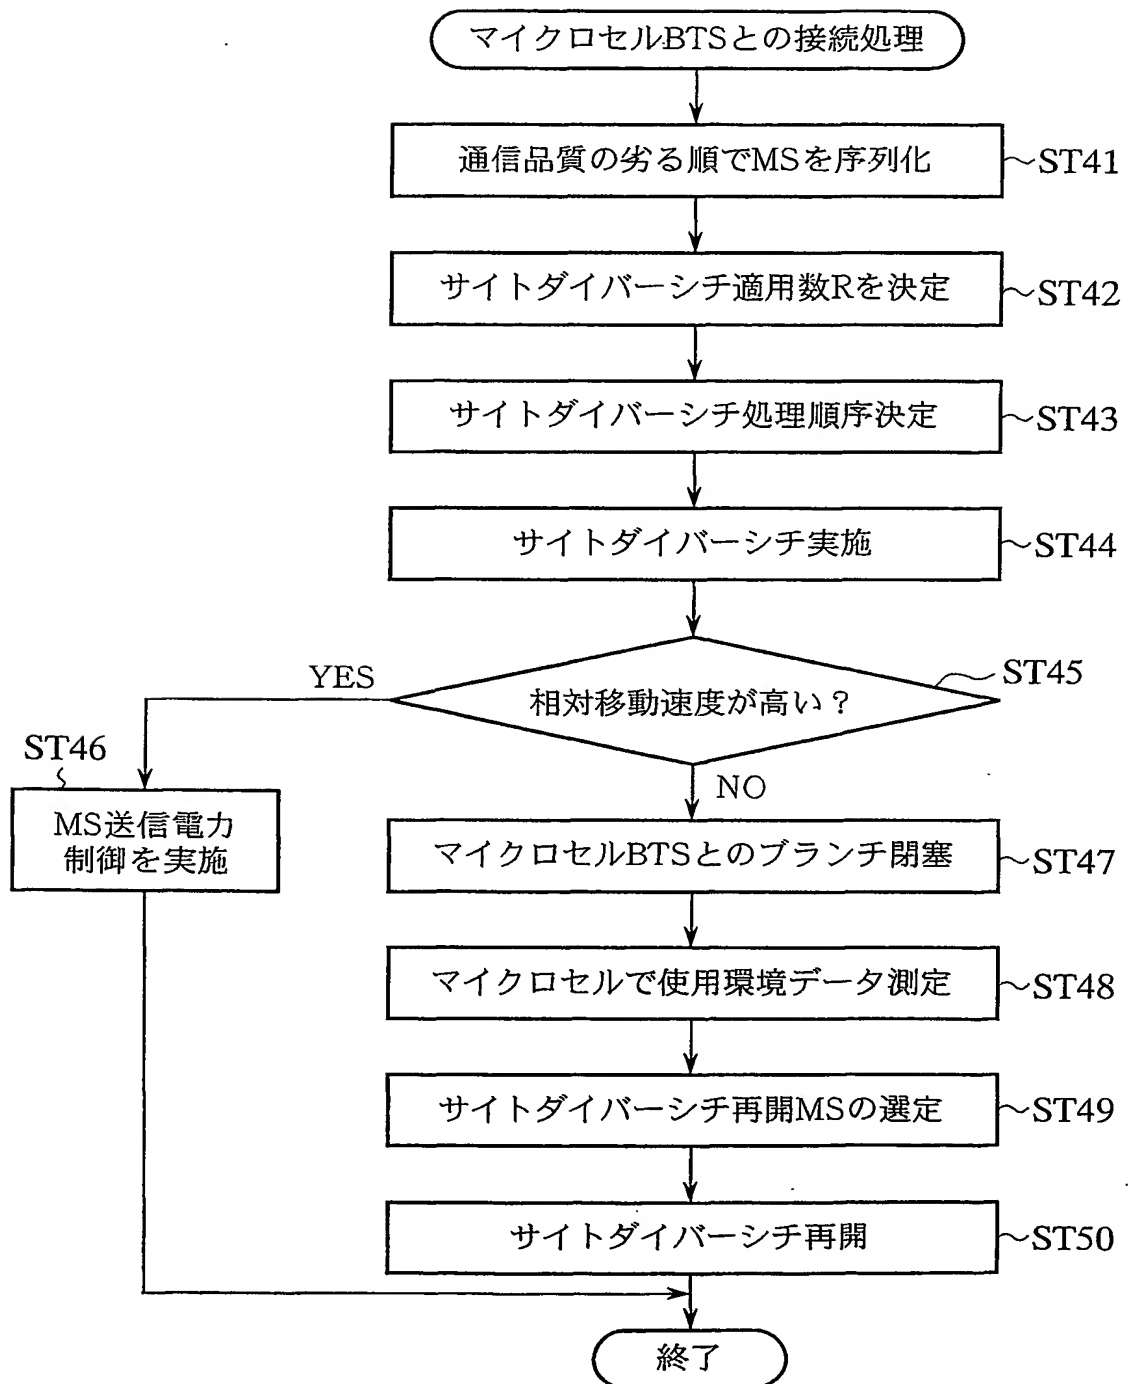 マイクロセルBTSとの接続処理
通信品質の劣る順でMSを序列化
ST41
サイトダイバーシチ適用数Rを決定
ST42
サイトダイバーシチ処理順序決定
ST43
サイトダイバーシチ実施
ST44
相対移動速度が高い？
ST45
YES
NO
ST46
MS送信電力
制御を実施
マイクロセルBTSとのブランチ閉塞
ST47
マイクロセルで使用環境データ測定
ST48
サイトダイバーシチ再開MSの選定
ST49
サイトダイバーシチ再開
ST50
終了